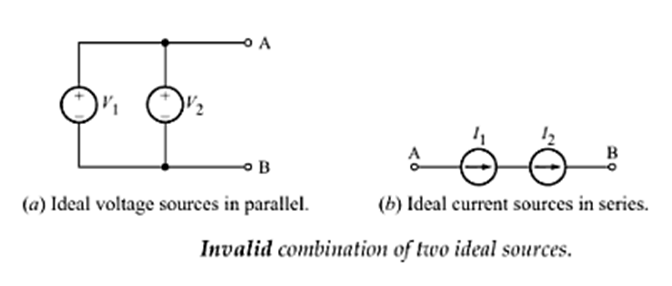 A
+ V₁ + V₂
− −
B
I₁ I₂
A B
(a) Ideal voltage sources in parallel.
(b) Ideal current sources in series.
Invalid combination of two ideal sources.